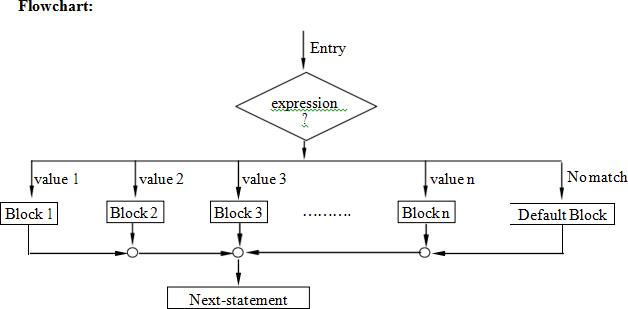 Flowchart:
Entry
expression
?
value 1
value 2
value 3
value n
No match
Block 1
Block 2
Block 3
..........
Block n
Default Block
Next-statement